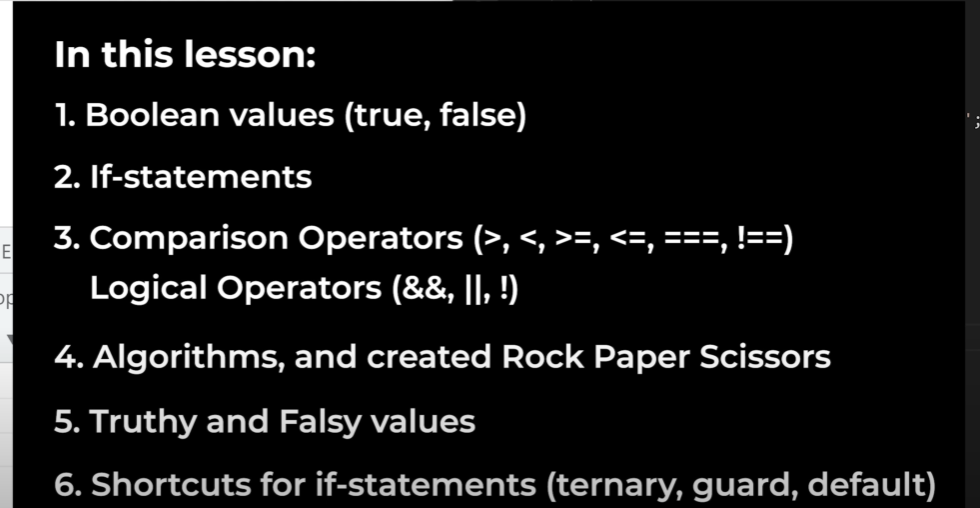 In this lesson:
1. Boolean values (true, false)
';
2. If-statements
3. Comparison Operators (>, <, >=, <=, ===, !==)
E
Logical Operators (&&, ||, !)
op
4. Algorithms, and created Rock Paper Scissors
5. Truthy and Falsy values
6. Shortcuts for if-statements (ternary, guard, default)